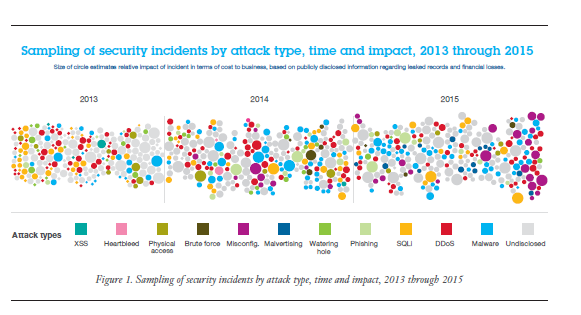 Sampling of security incidents by attack type, time and impact, 2013 through 2015
Size of circle estimates relative impact of incident in terms of cost to business, based on publicly disclosed information regarding leaked records and financial losses.
2013 2014 2015
Attack types
XSS Heartbleed Physical access Brute force Misconfig. Malvertising Watering hole Phishing SQLi DDoS Malware Undisclosed
Figure 1. Sampling of security incidents by attack type, time and impact, 2013 through 2015